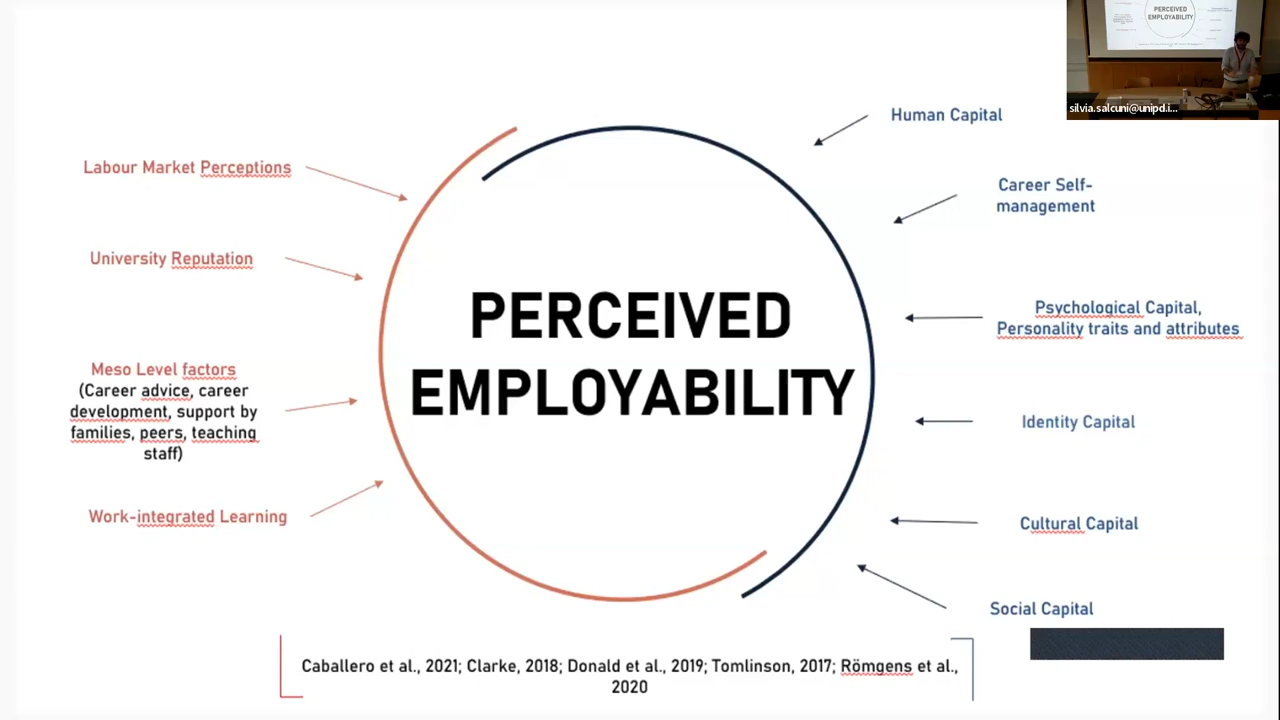 PERCEIVED
EMPLOYABILITY
silvia.salcuni@unipd.i...
Labour Market Perceptions
University Reputation
Meso Level factors
(Career advice, career
development, support by
families, peers, teaching
staff)
Work-integrated Learning
PERCEIVED
EMPLOYABILITY
Human Capital
Career Self-
management
Psychological Capital,
Personality traits and attributes
Identity Capital
Cultural Capital
Social Capital
Caballero et al., 2021; Clarke, 2018; Donald et al., 2019; Tomlinson, 2017; Römgens et al.,
2020